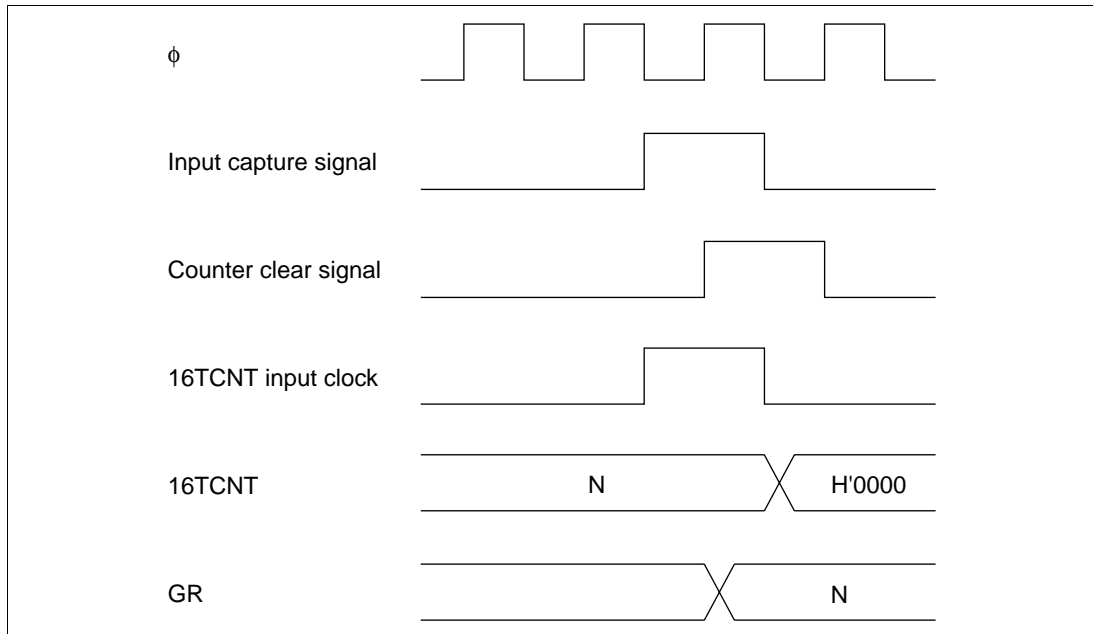 ϕ
Input capture signal
Counter clear signal
16TCNT input clock
16TCNT N H'0000
GR N